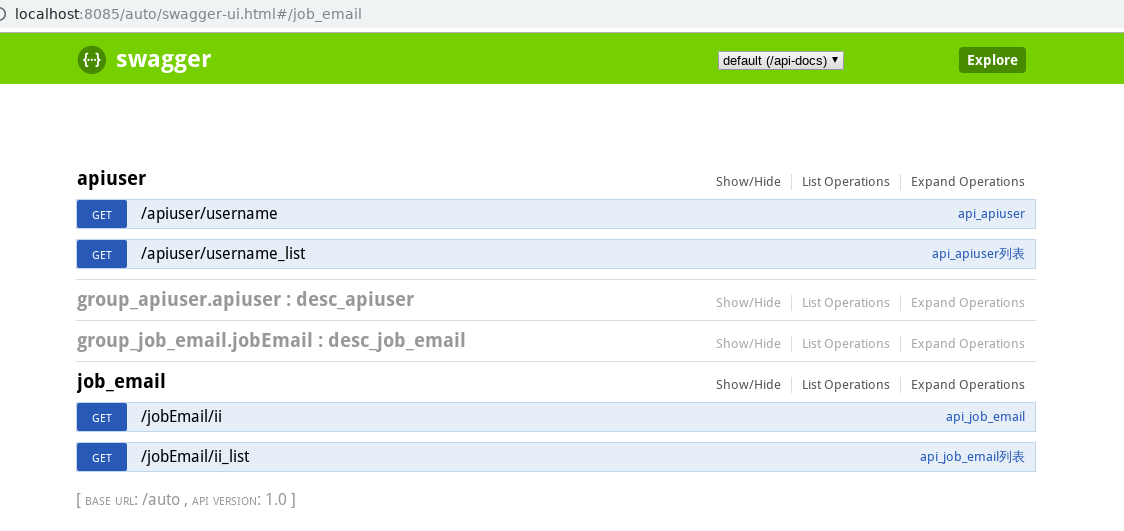 localhost:8085/auto/swagger-ui.html#/job_email
{··} swagger default (/api-docs) ▼ Explore
apiuser Show/Hide List Operations Expand Operations
GET /apiuser/username api_apiuser
GET /apiuser/username_list api_apiuser列表
group_apiuser.apiuser : desc_apiuser Show/Hide List Operations Expand Operations
group_job_email.jobEmail : desc_job_email Show/Hide List Operations Expand Operations
job_email Show/Hide List Operations Expand Operations
GET /jobEmail/ii api_job_email
GET /jobEmail/ii_list api_job_email列表
[ BASE URL: /auto , API VERSION: 1.0 ]